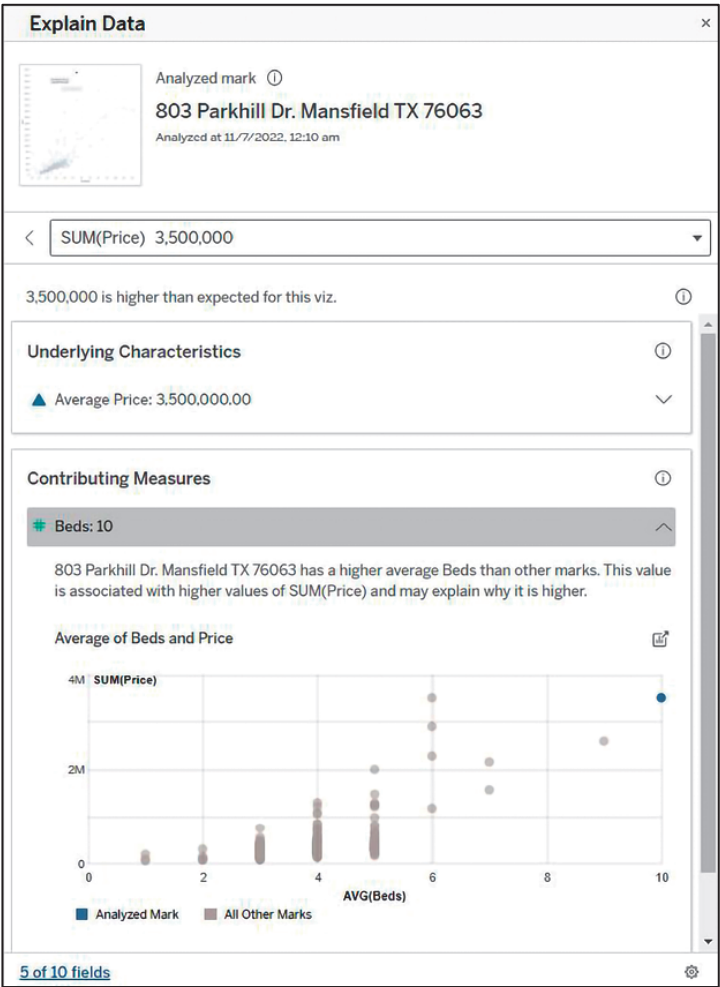 Explain Data
Analyzed mark
803 Parkhill Dr. Mansfield TX 76063
Analyzed at 11/7/2022, 12:10 am
SUM(Price) 3,500,000
3,500,000 is higher than expected for this viz.
Underlying Characteristics
Average Price: 3,500,000.00
Contributing Measures
# Beds: 10
803 Parkhill Dr. Mansfield TX 76063 has a higher average Beds than other marks. This value
is associated with higher values of SUM(Price) and may explain why it is higher.
Average of Beds and Price
4M SUM(Price)
2M
0
0 2 4 6 8 10
AVG(Beds)
Analyzed Mark All Other Marks
5 of 10 fields